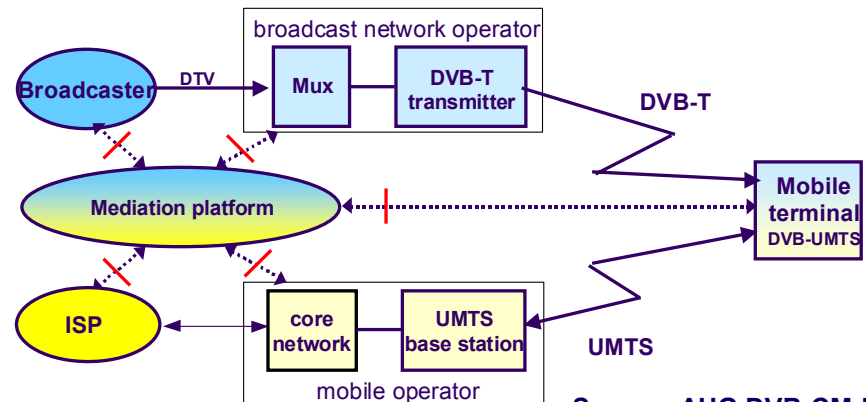 broadcast network operator
Broadcaster
DTV
Mux
DVB-T
transmitter
DVB-T
Mediation platform
Mobile
terminal
DVB-UMTS
ISP
core
network
UMTS
base station
UMTS
mobile operator